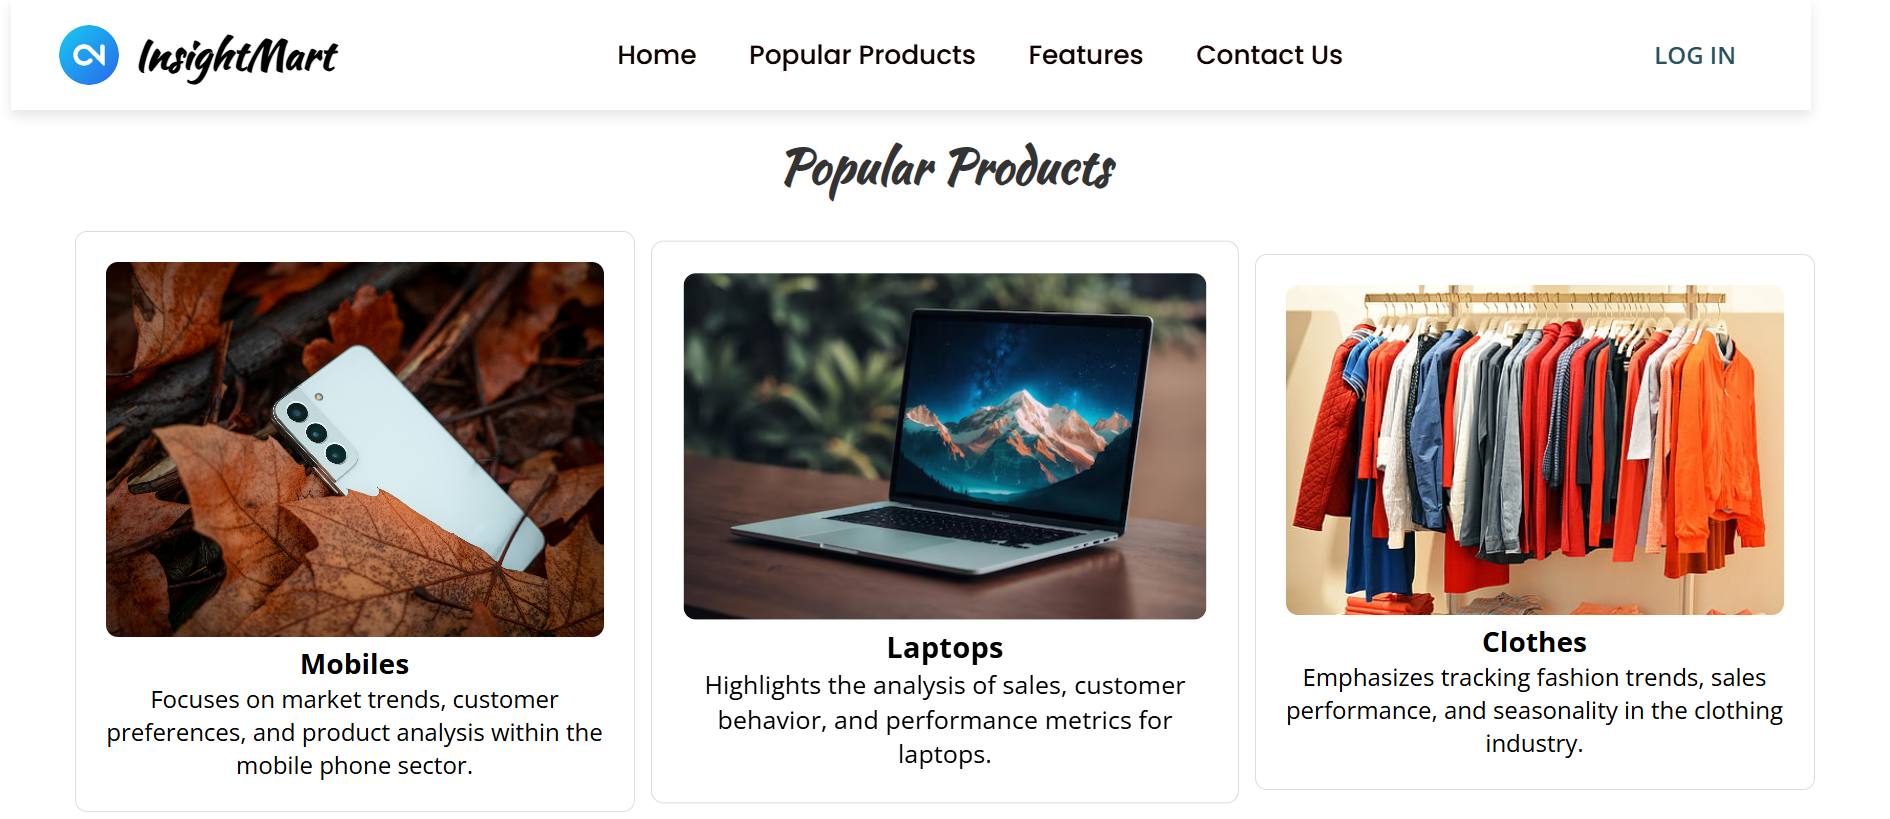 InsightMart
Home
Popular Products
Features
Contact Us
LOG IN
Popular Products
Mobiles
Focuses on market trends, customer
preferences, and product analysis within the
mobile phone sector.
Laptops
Highlights the analysis of sales, customer
behavior, and performance metrics for
laptops.
Clothes
Emphasizes tracking fashion trends, sales
performance, and seasonality in the clothing
industry.